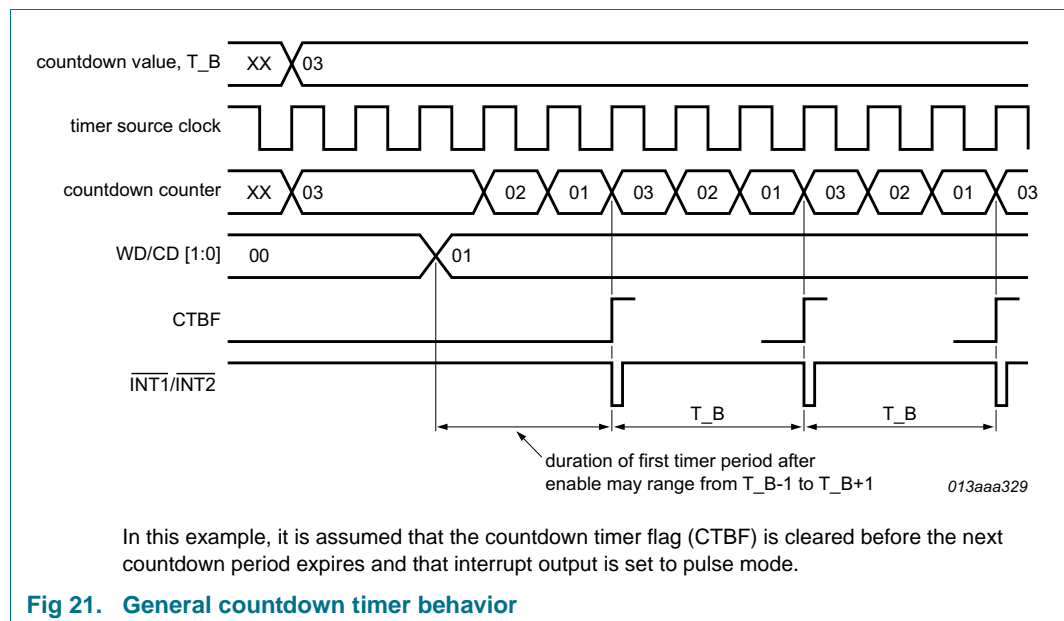 countdown value, T_B XX 03
timer source clock
countdown counter XX 03 02 01 03 02 01 03 02 01 03
WD/CD [1:0] 00 01
CTBF
INT1/INT2
T_B T_B
duration of first timer period after
enable may range from T_B-1 to T_B+1
013aaa329
In this example, it is assumed that the countdown timer flag (CTBF) is cleared before the next
countdown period expires and that interrupt output is set to pulse mode.
Fig 21. General countdown timer behavior